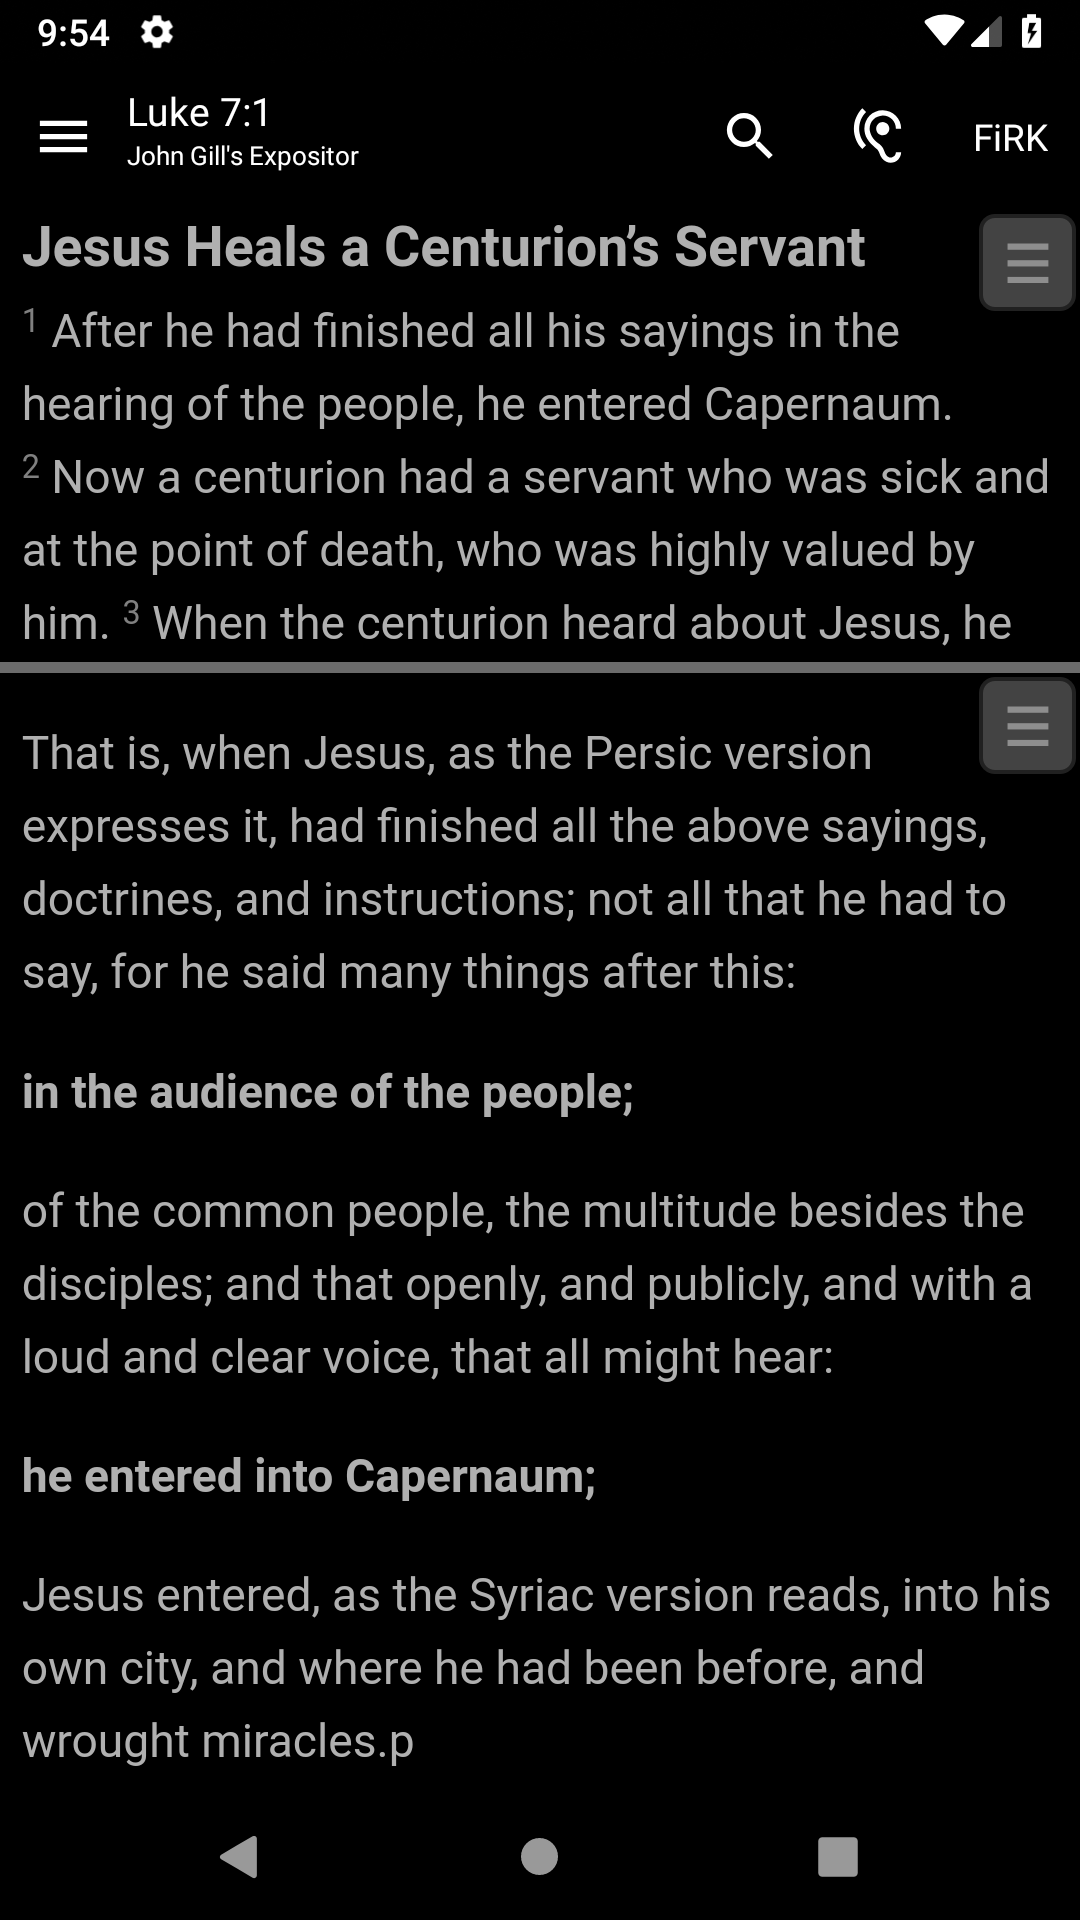 9:54
Luke 7:1
John Gill's Expositor
FiRK
Jesus Heals a Centurion’s Servant
1 After he had finished all his sayings in the
hearing of the people, he entered Capernaum.
2 Now a centurion had a servant who was sick and
at the point of death, who was highly valued by
him. 3 When the centurion heard about Jesus, he
That is, when Jesus, as the Persic version
expresses it, had finished all the above sayings,
doctrines, and instructions; not all that he had to
say, for he said many things after this:
in the audience of the people;
of the common people, the multitude besides the
disciples; and that openly, and publicly, and with a
loud and clear voice, that all might hear:
he entered into Capernaum;
Jesus entered, as the Syriac version reads, into his
own city, and where he had been before, and
wrought miracles.p